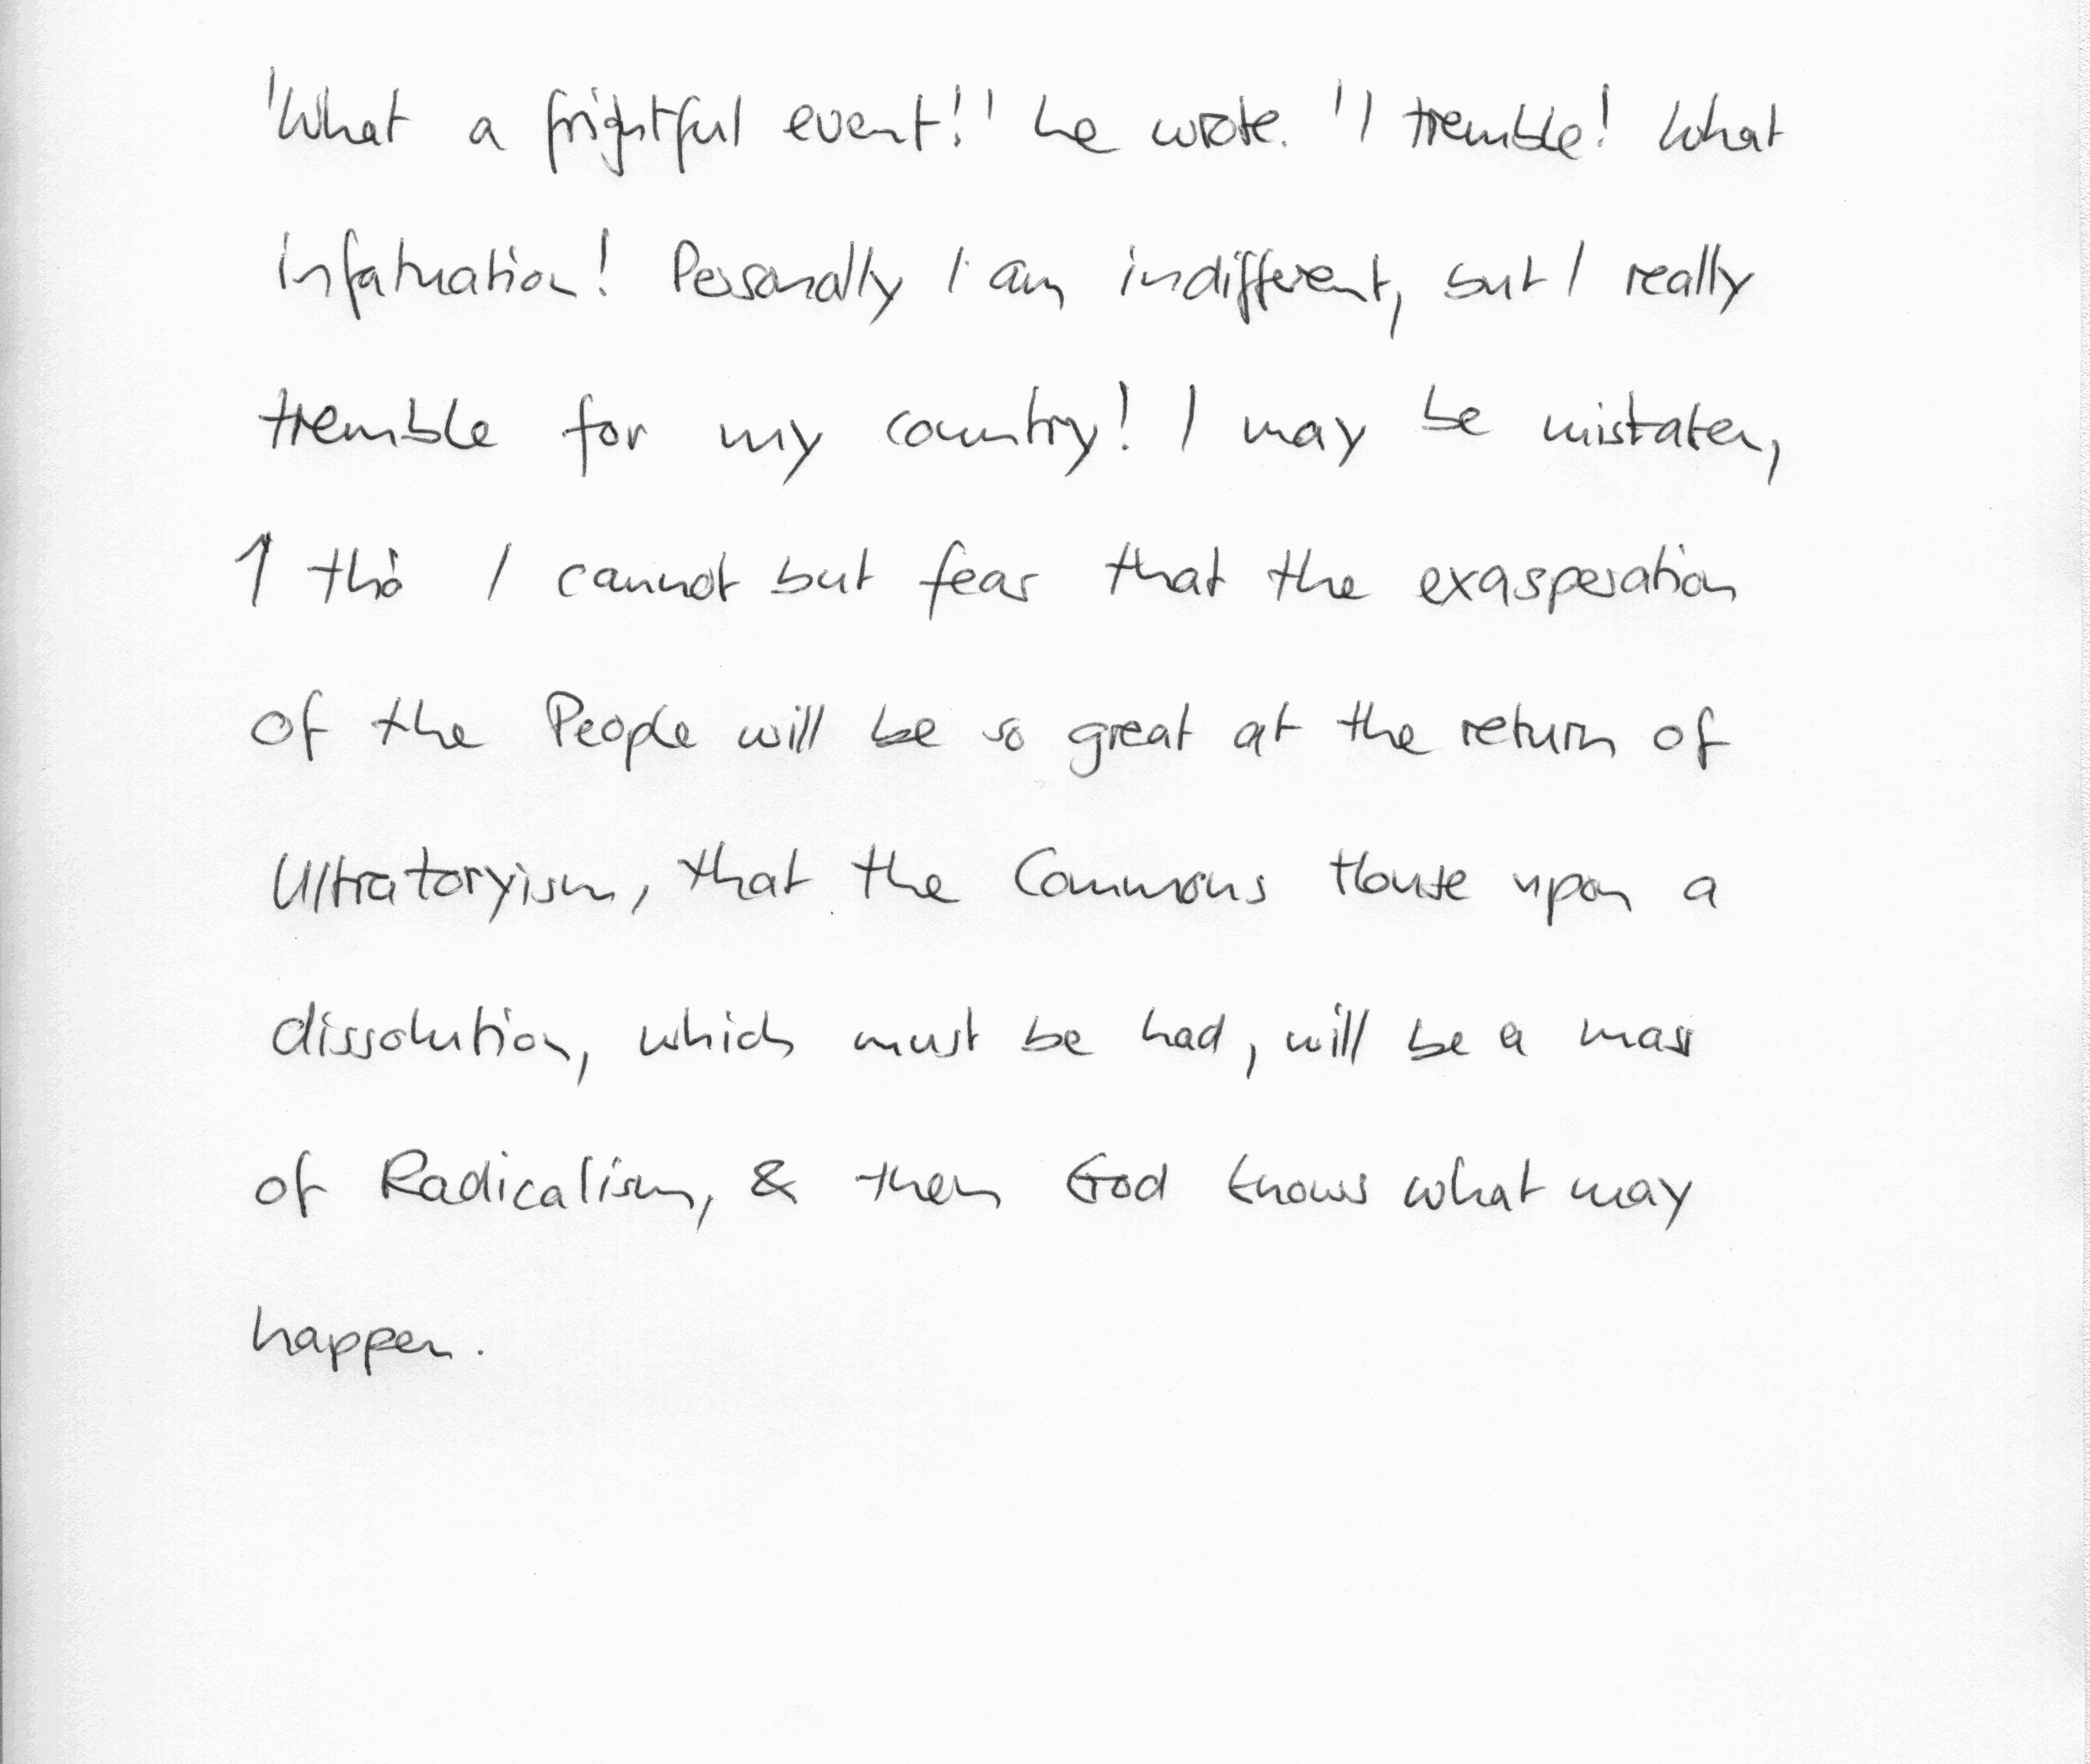 'What a frightful event!' he wrote. 'I tremble! What
infatuation! Personally I am indifferent, but I really
tremble for my country! I may be mistaken,
1 tho' I cannot but fear that the exasperation
of the People will be so great at the return of
Ultratoryism, that the Commons House upon a
dissolution, which must be had, will be a mass
of Radicalism, & then God knows what may
happen.